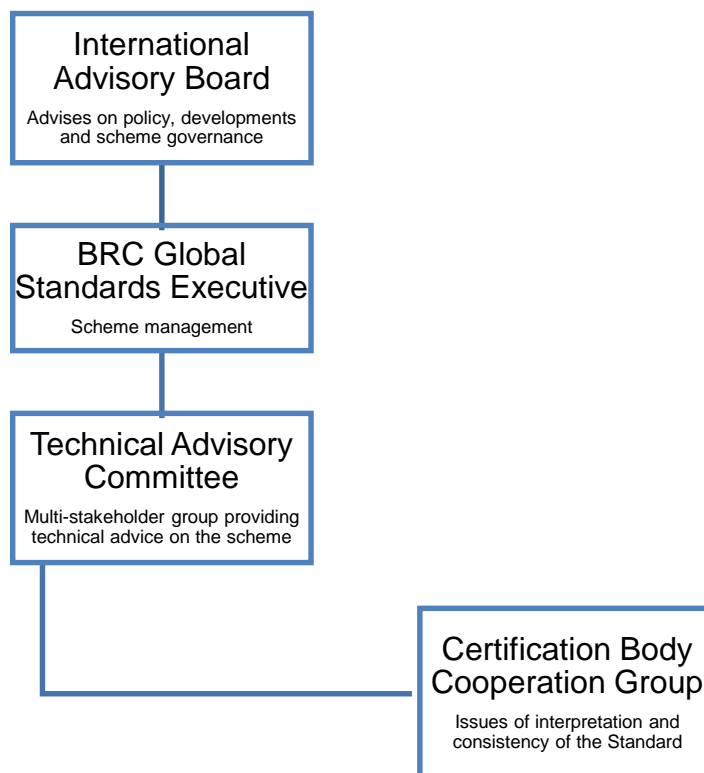 International
Advisory Board
Advises on policy, developments
and scheme governance
BRC Global
Standards Executive
Scheme management
Technical Advisory
Committee
Multi-stakeholder group providing
technical advice on the scheme
Certification Body
Cooperation Group
Issues of interpretation and
consistency of the Standard